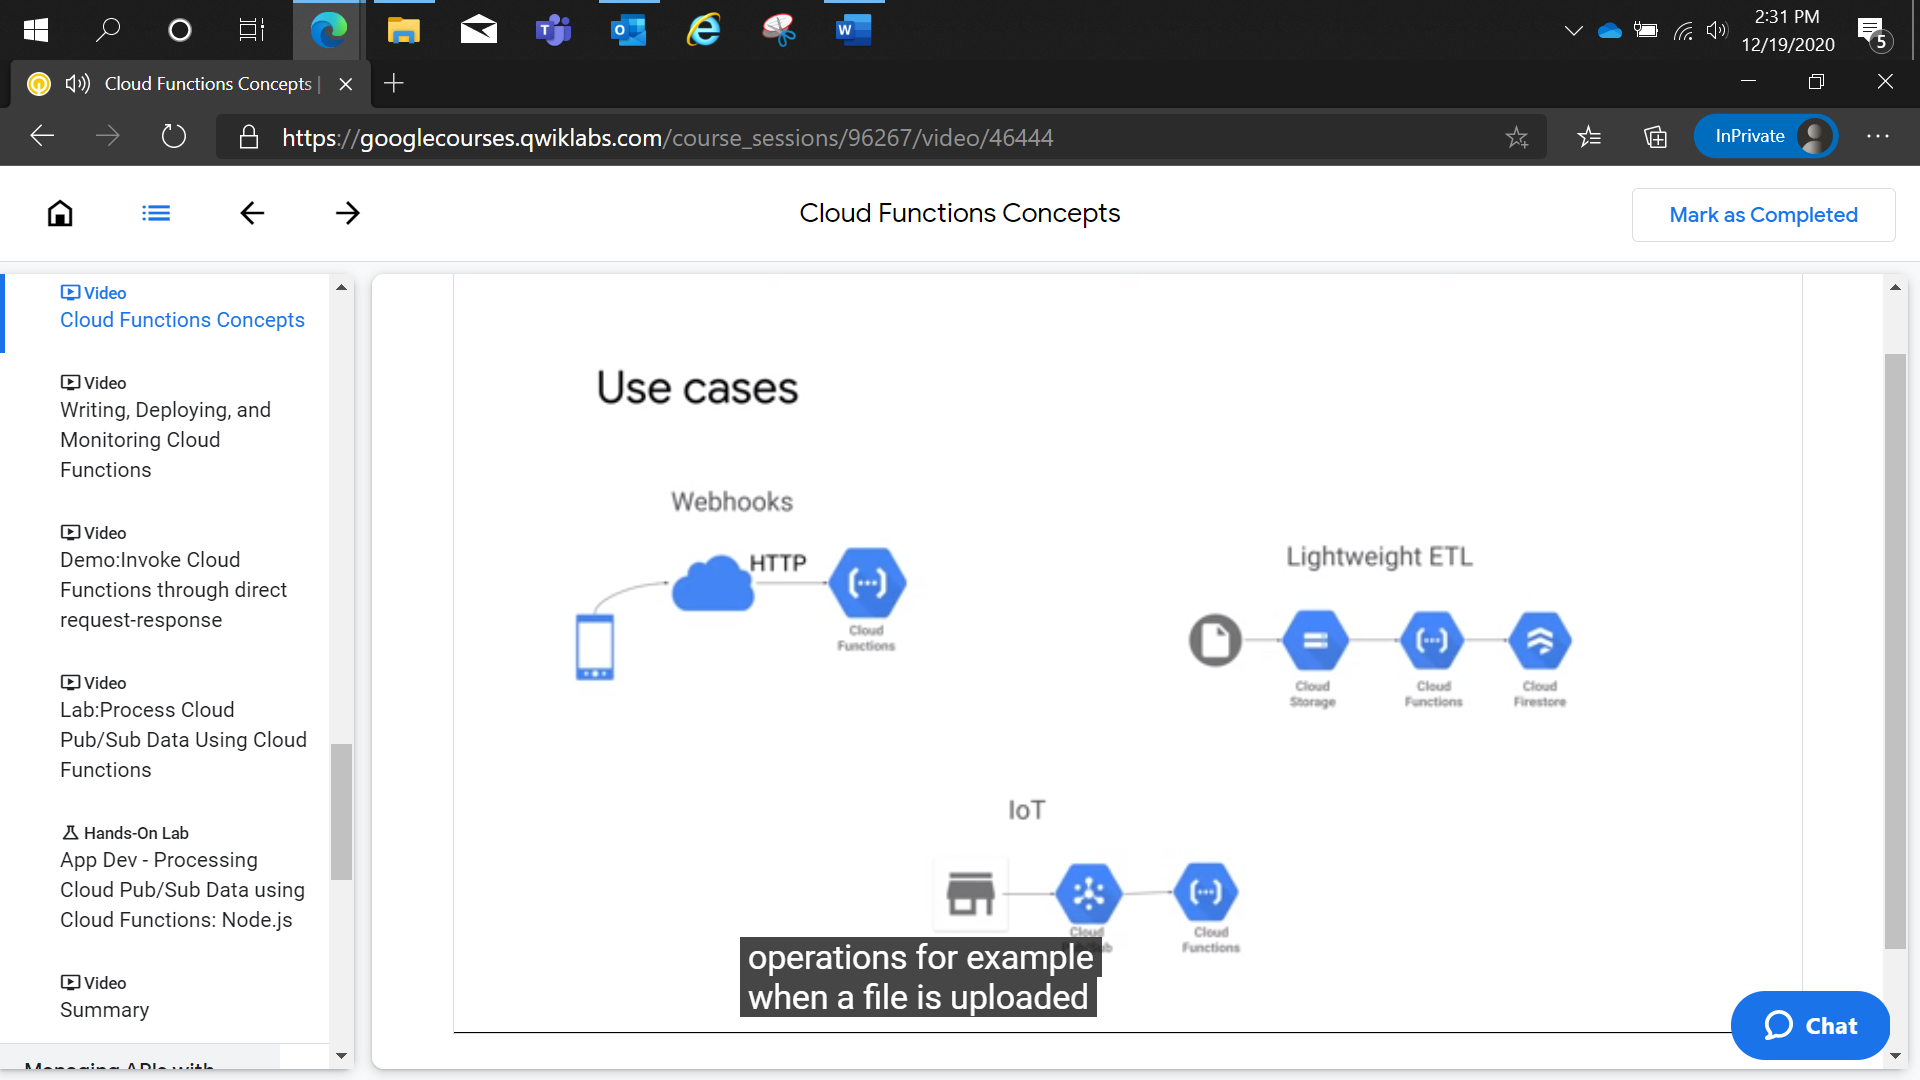 2:31 PM
12/19/2020
5
Cloud Functions Concepts |
https://googlecourses.qwiklabs.com/course_sessions/96267/video/46444
InPrivate
Cloud Functions Concepts
Mark as Completed
Video
Cloud Functions Concepts
Video
Writing, Deploying, and
Monitoring Cloud
Functions
Video
Demo:Invoke Cloud
Functions through direct
request-response
Video
Lab:Process Cloud
Pub/Sub Data Using Cloud
Functions
Hands-On Lab
App Dev - Processing
Cloud Pub/Sub Data using
Cloud Functions: Node.js
Video
Summary
Managing APIs with
Use cases
Webhooks
HTTP
Cloud
Functions
Lightweight ETL
Cloud
Storage
Cloud
Functions
Cloud
Firestore
IoT
Cloud
Cloud
Functions
operations for example
when a file is uploaded
Chat